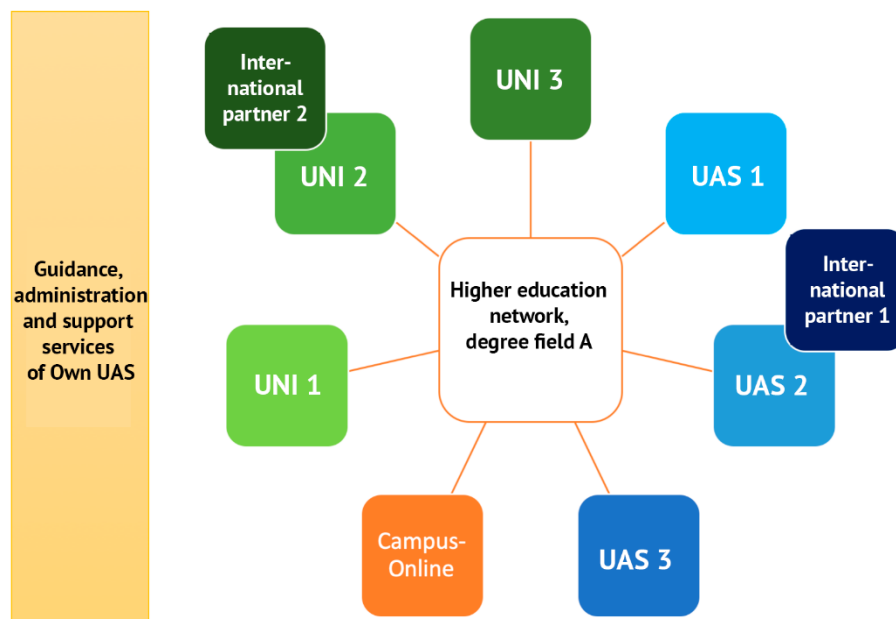 Guidance,
administration
and support
services
of Own UAS
Inter-
national
partner 2
UNI 2
UNI 3
UAS 1
Inter-
national
partner 1
UAS 2
Higher education
network,
degree field A
UNI 1
Campus-
Online
UAS 3